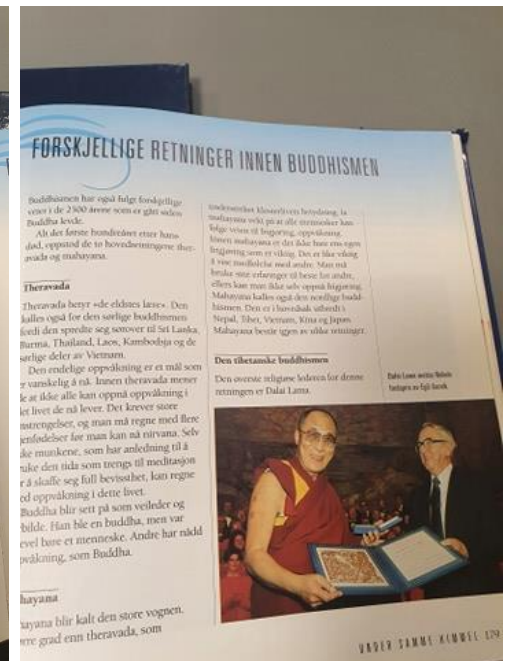 FORSKJELLIGE RETNINGER INNEN BUDDHISMEN
Buddhismen har også fulgt forskjellige
veier i de 2500 årene som er gått siden
Buddha levde.
Alt det første hundreåret etter hans
død, oppstod de to hovedretningene ther-
avada og mahayana.
Theravada
Theravada betyr «de eldstes lære». Den
kalles også for den sørlige buddhismen
fordi den spredte seg sørover til Sri Lanka,
Burma, Thailand, Laos, Kambodsja og de
sørlige deler av Vietnam.
Den endelige oppvåkning er et mål som
er vanskelig å nå. Innen theravada mener
de at ikke alle kan oppnå oppvåkning i
det livet de nå lever. Det krever store
anstrengelser, og man må regne med flere
gjenfødelser før man kan nå nirvana. Selv
ikke munkene, som har anledning til å
bruke den tida som trengs til meditasjon
for å skaffe seg full bevissthet, kan regne
med oppvåkning i dette livet.
Buddha blir sett på som veileder og
bilde. Han ble en buddha, men var
bare et menneske. Andre har nådd
oppvåkning, som Buddha.
hayana
hayana blir kalt den store vognen.
større grad enn theravada, som
understreket klosterlivets betydning, la
mahayana vekt på at alle mennesker kan
følge veien til frigjøring, oppvåkning.
Innen mahayana er det ikke bare ens egen
frigjøring som er viktig. Det er like viktig
å vise medfølelse med andre. Man må
bruke sine erfaringer til beste for andre,
ellers kan man ikke selv oppnå frigjøring.
Mahayana kalles også den nordlige budd-
hismen. Den er i hovedsak utbredt i
Nepal, Tibet, Vietnam, Kina og Japan.
Mahayana består igjen av ulike retninger.
Den tibetanske buddhismen
Den øverste religiøse lederen for denne
retningen er Dalai Lama.
Dalai Lama mottar Nobels
fredspris av Egil Aarvik.
UNDER SAMME HIMMEL 129